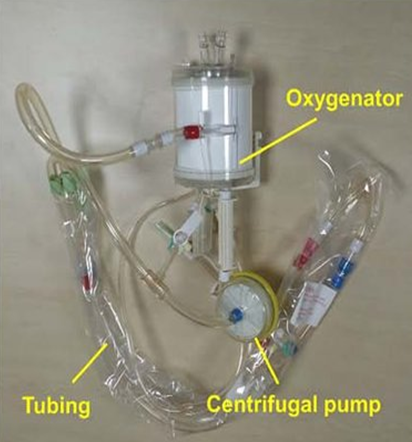 Oxygenator
Tubing
Centrifugal pump